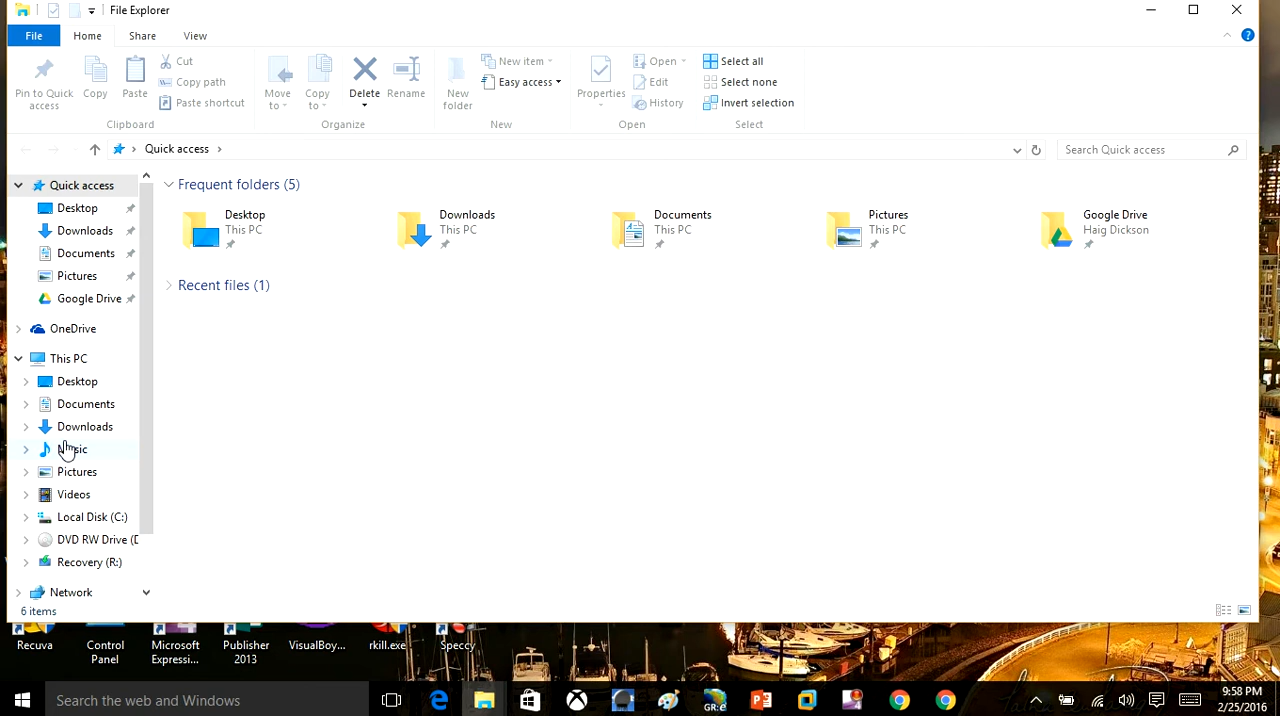 File Explorer
File Home Share View
Pin to Quick access
Copy
Paste
Cut
Copy path
Paste shortcut
Clipboard
Move to
Copy to
Delete
Rename
Organize
New folder
New item
Easy access
New
Properties
Open
Edit
History
Open
Select all
Select none
Invert selection
Select
Quick access
Search Quick access
Quick access
Desktop
Downloads
Documents
Pictures
Google Drive
OneDrive
This PC
Desktop
Documents
Downloads
Music
Pictures
Videos
Local Disk (C:)
DVD RW Drive (D
Recovery (R:)
Network
6 items
Frequent folders (5)
Desktop
This PC
Downloads
This PC
Documents
This PC
Pictures
This PC
Google Drive
Haig Dickson
Recent files (1)
Recuva
Control Panel
Microsoft Expressi...
Publisher 2013
VisualBoy...
rkill.exe
Speccy
Search the web and Windows
GR:e
9:58 PM
2/25/2016